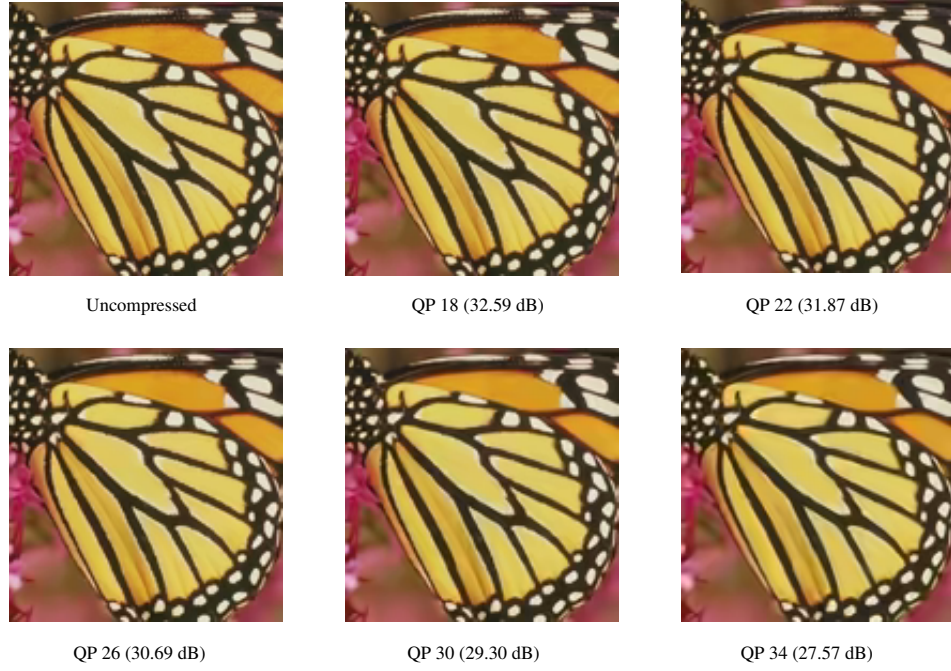 Uncompressed
QP 18 (32.59 dB)
QP 22 (31.87 dB)
QP 26 (30.69 dB)
QP 30 (29.30 dB)
QP 34 (27.57 dB)